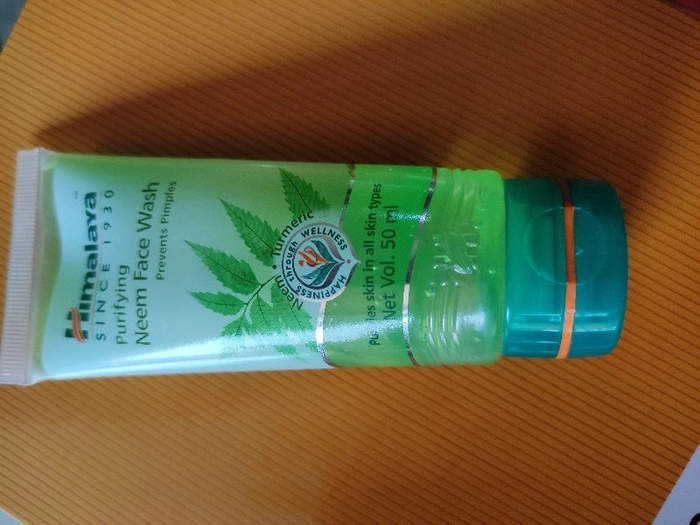 Himalaya
SINCE 1930
Purifying
Neem Face Wash
Prevents Pimples
Neem • Turmeric
HAPPINESS through WELLNESS
Purifies skin in all skin types
Net Vol. 50 ml